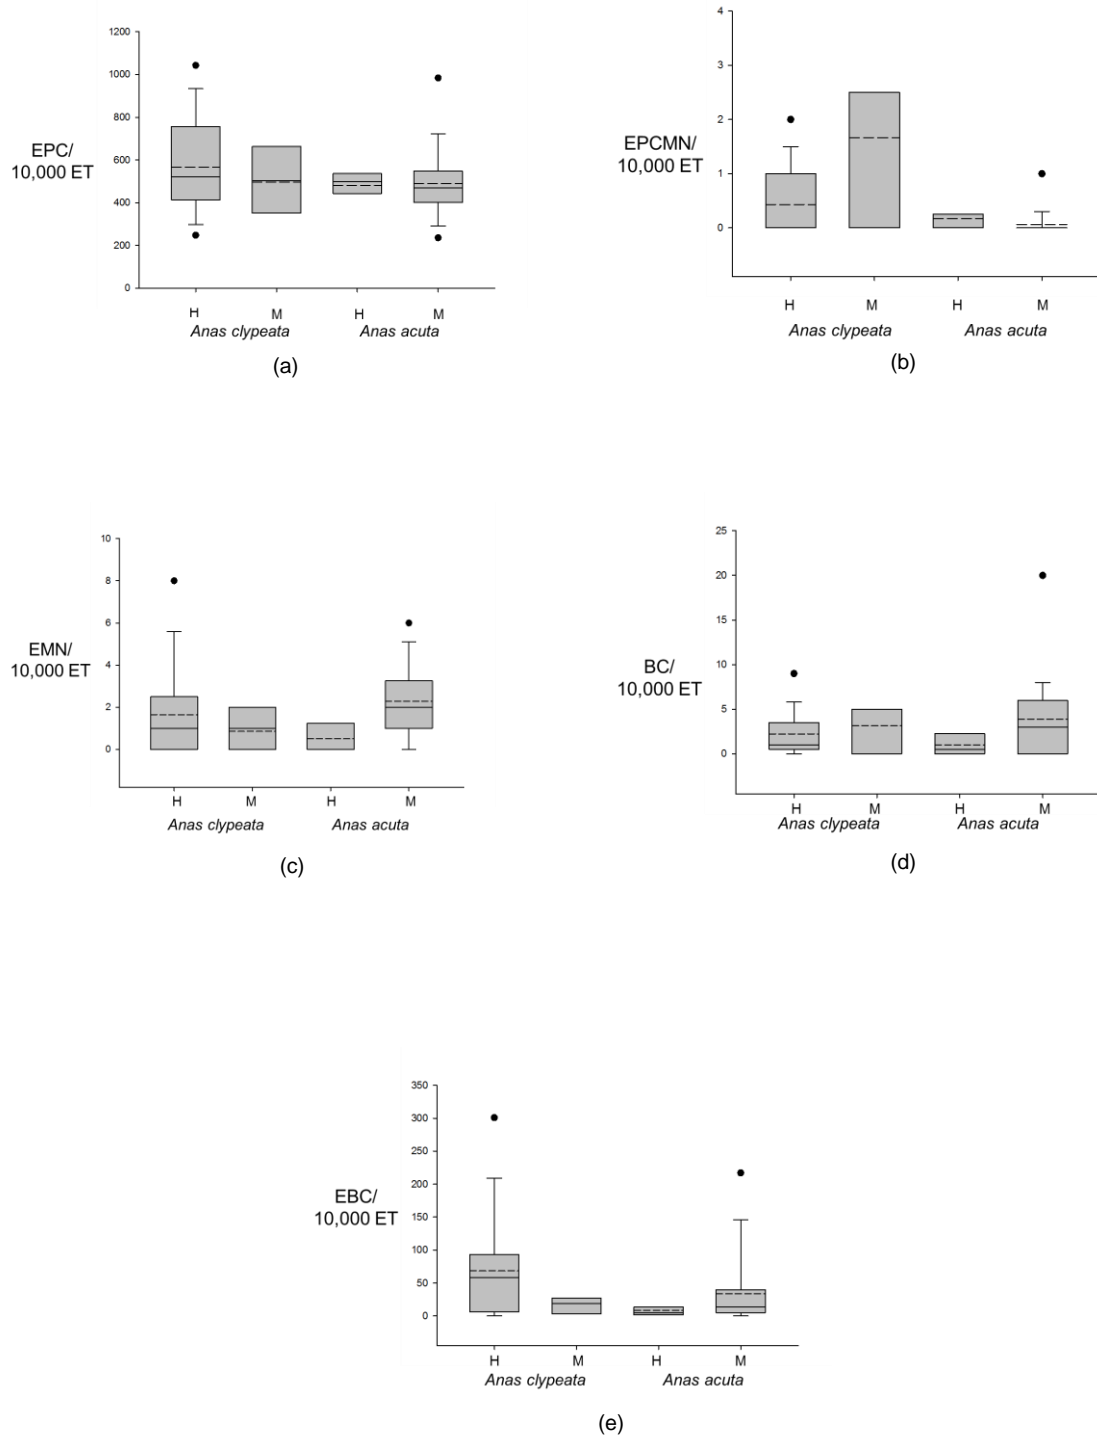 1200
1000
800
600
400
200
0
EPC/
10,000 ET
H M H M
Anas clypeata Anas acuta
(a)
4
3
2
1
0
EPCMN/
10,000 ET
H M H M
Anas clypeata Anas acuta
(b)
10
8
6
4
2
0
EMN/
10,000 ET
H M H M
Anas clypeata Anas acuta
(c)
25
20
15
10
5
0
BC/
10,000 ET
H M H M
Anas clypeata Anas acuta
(d)
350
300
250
200
150
100
50
0
EBC/
10,000 ET
H M H M
Anas clypeata Anas acuta
(e)